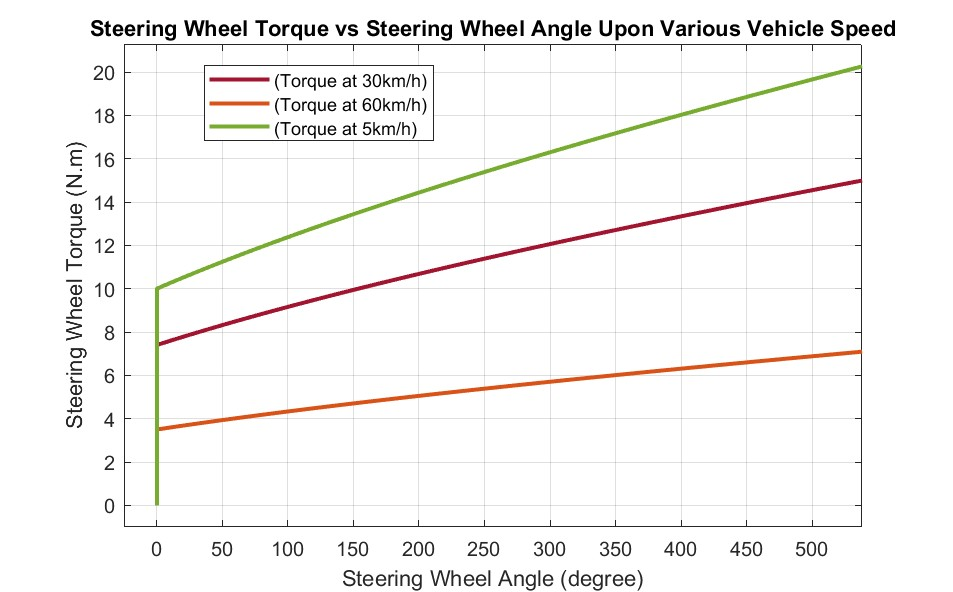 Steering Wheel Torque vs Steering Wheel Angle Upon Various Vehicle Speed
(Torque at 30km/h)
(Torque at 60km/h)
(Torque at 5km/h)
Steering Wheel Torque (N.m)
20
18
16
14
12
10
8
6
4
2
0
0 50 100 150 200 250 300 350 400 450 500
Steering Wheel Angle (degree)